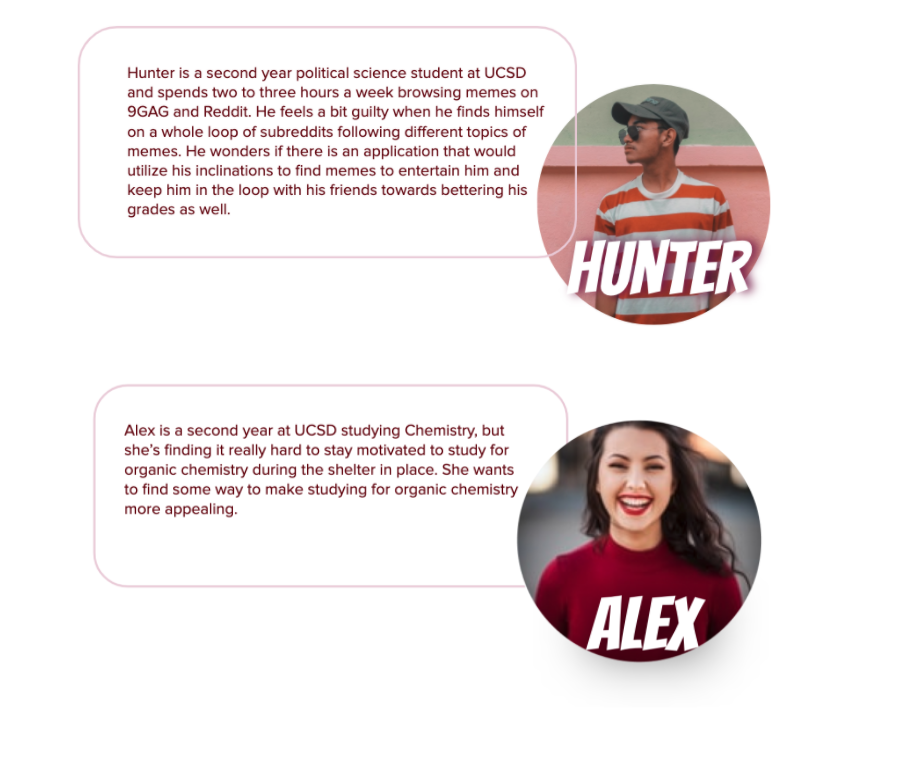 Hunter is a second year political science student at UCSD
and spends two to three hours a week browsing memes on
9GAG and Reddit. He feels a bit guilty when he finds himself
on a whole loop of subreddits following different topics of
memes. He wonders if there is an application that would
utilize his inclinations to find memes to entertain him and
keep him in the loop with his friends towards bettering his
grades as well.
HUNTER
Alex is a second year at UCSD studying Chemistry, but
she’s finding it really hard to stay motivated to study for
organic chemistry during the shelter in place. She wants
to find some way to make studying for organic chemistry
more appealing.
ALEX